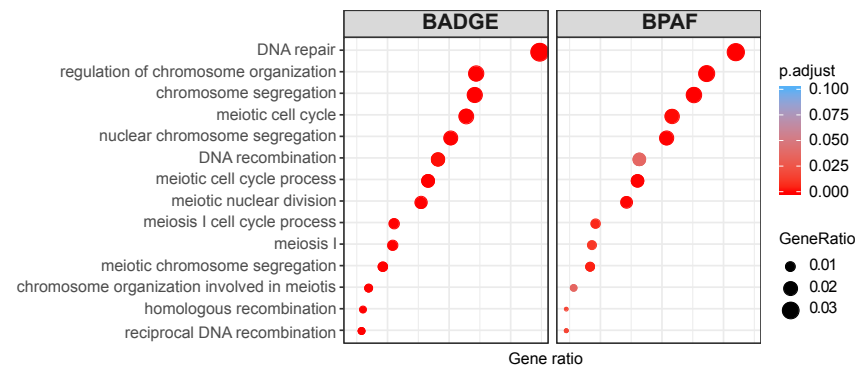 BADGE
BPAF
DNA repair
regulation of chromosome organization
chromosome segregation
meiotic cell cycle
nuclear chromosome segregation
DNA recombination
meiotic cell cycle process
meiotic nuclear division
meiosis I cell cycle process
meiosis I
meiotic chromosome segregation
chromosome organization involved in meiotis
homologous recombination
reciprocal DNA recombination
Gene ratio
p.adjust
0.100
0.075
0.050
0.025
0.000
GeneRatio
0.01
0.02
0.03